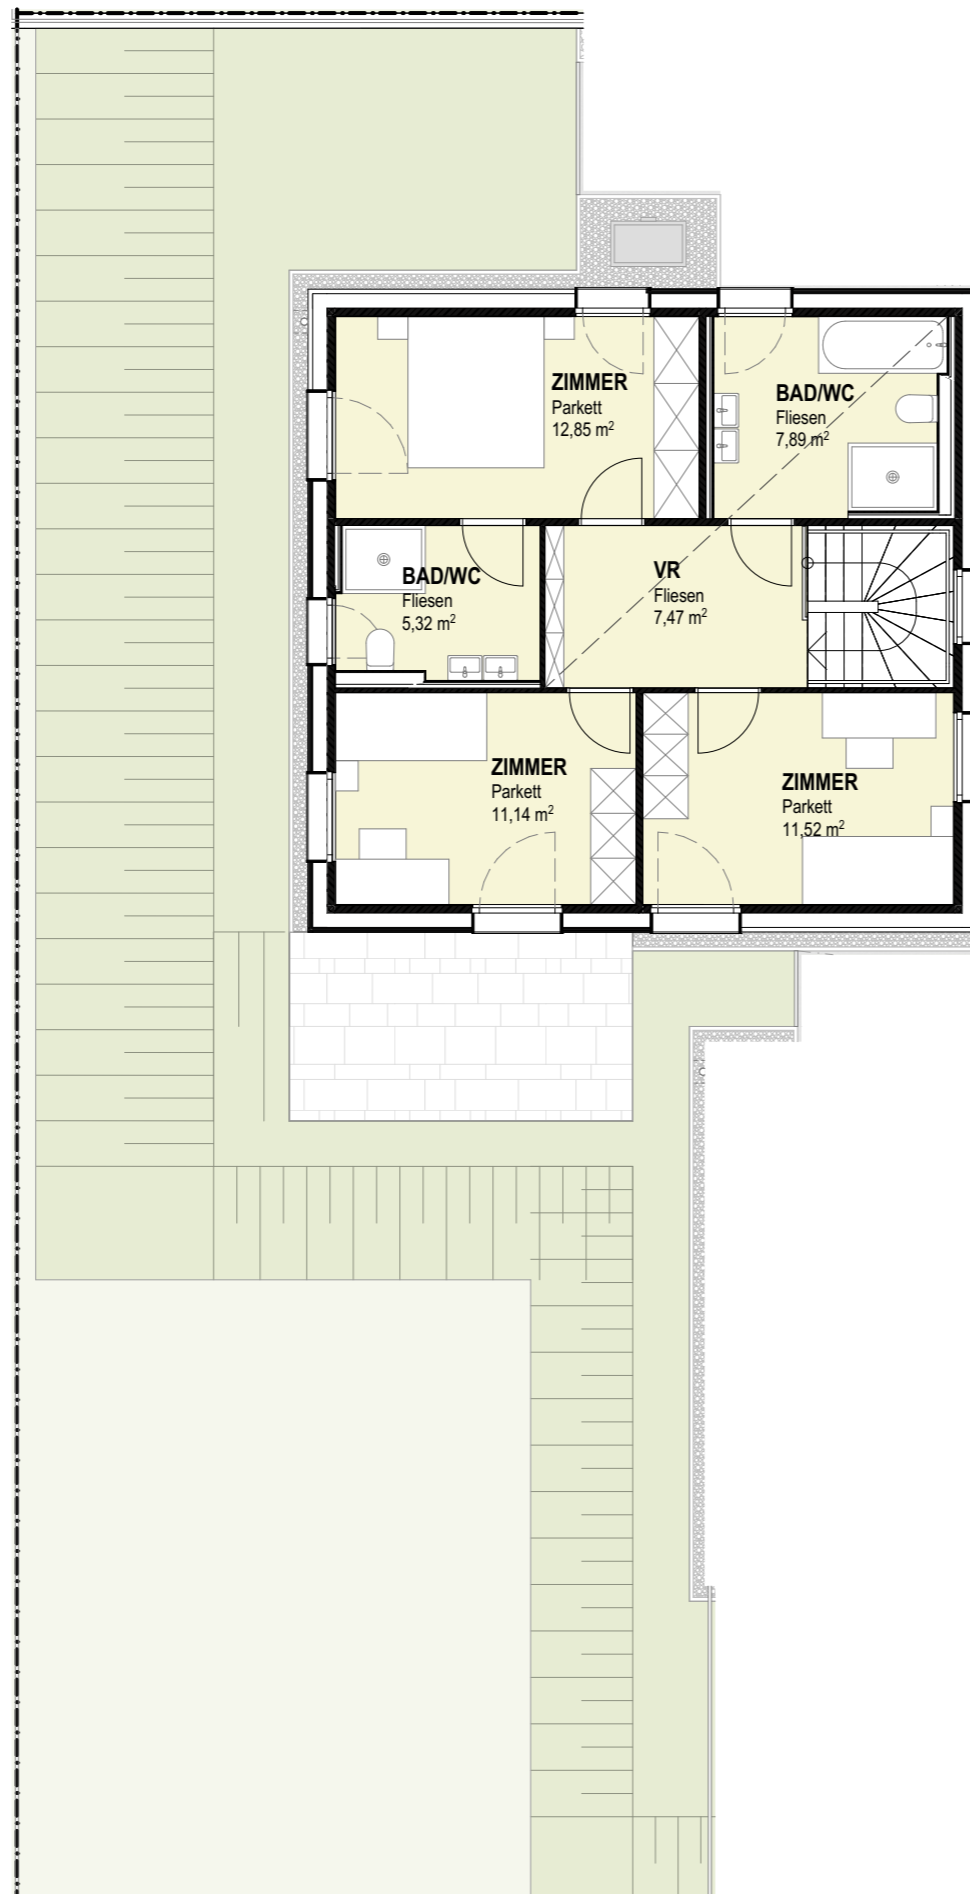 ZIMMER
Parkett
12,85 m²
BAD/WC
Fliesen
7,89 m²
BAD/WC
Fliesen
5,32 m²
VR
Fliesen
7,47 m²
ZIMMER
Parkett
11,14 m²
ZIMMER
Parkett
11,52 m²